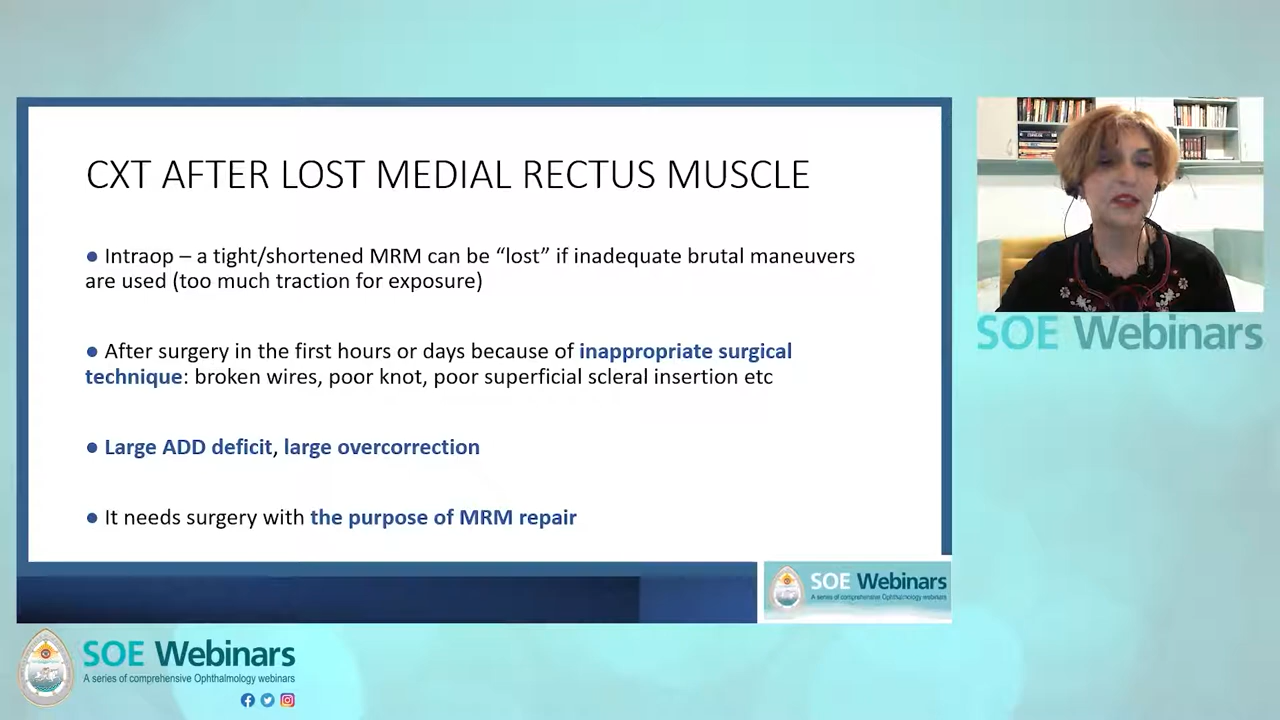 CXT AFTER LOST MEDIAL RECTUS MUSCLE
● Intraop – a tight/shortened MRM can be “lost” if inadequate brutal maneuvers
are used (too much traction for exposure)
● After surgery in the first hours or days because of inappropriate surgical
technique: broken wires, poor knot, poor superficial scleral insertion etc
● Large ADD deficit, large overcorrection
● It needs surgery with the purpose of MRM repair
SOE Webinars
A series of comprehensive Ophthalmology webinars
SOE Webinars
SOE Webinars
A series of comprehensive Ophthalmology webinars